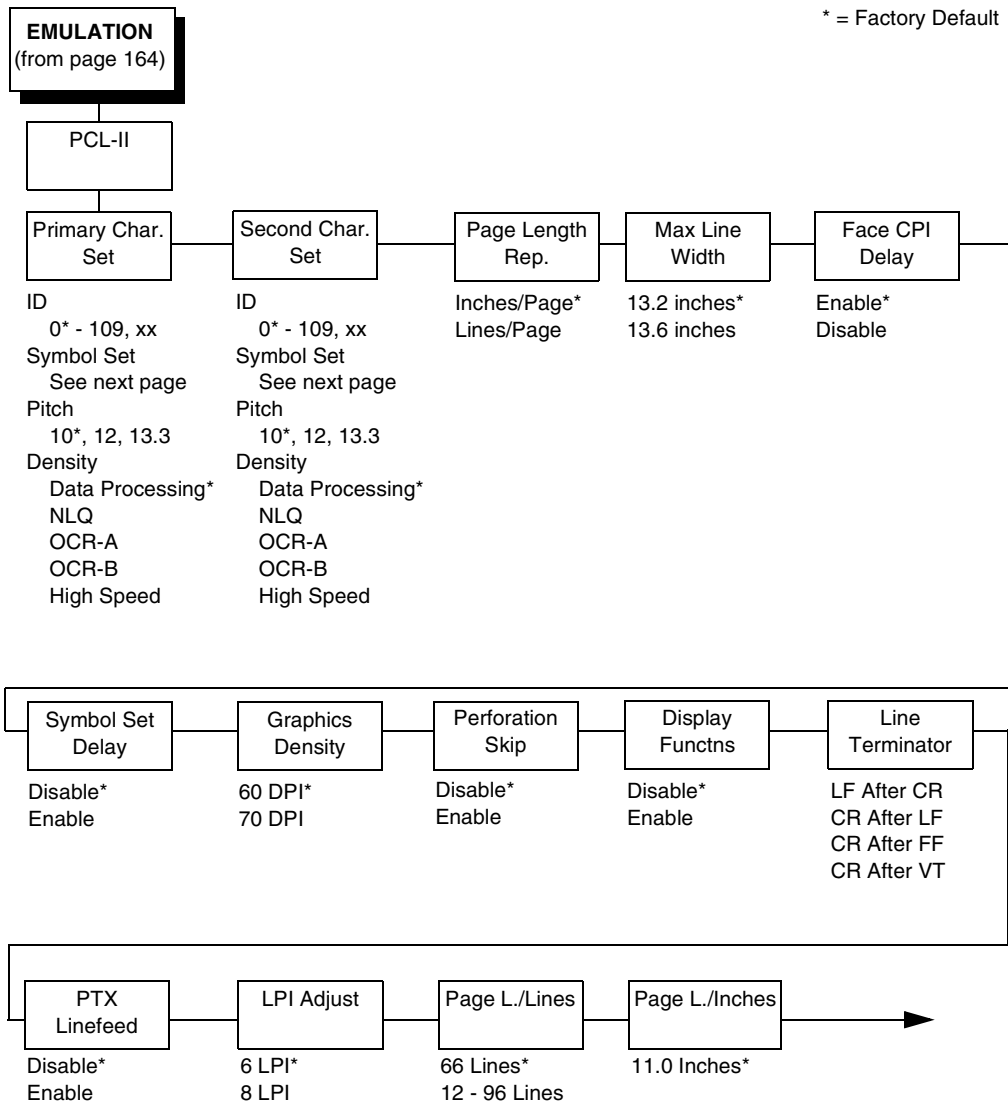 * = Factory Default
EMULATION
(from page 164)
PCL-II
Primary Char.
Set
ID
0* - 109, xx
Symbol Set
See next page
Pitch
10*, 12, 13.3
Density
Data Processing*
NLQ
OCR-A
OCR-B
High Speed
Second Char.
Set
ID
0* - 109, xx
Symbol Set
See next page
Pitch
10*, 12, 13.3
Density
Data Processing*
NLQ
OCR-A
OCR-B
High Speed
Page Length
Rep.
Inches/Page*
Lines/Page
Max Line
Width
13.2 inches*
13.6 inches
Face CPI
Delay
Enable*
Disable
Symbol Set
Delay
Disable*
Enable
Graphics
Density
60 DPI*
70 DPI
Perforation
Skip
Disable*
Enable
Display
Functns
Disable*
Enable
Line
Terminator
LF After CR
CR After LF
CR After FF
CR After VT
PTX
Linefeed
Disable*
Enable
LPI Adjust
6 LPI*
8 LPI
Page L./Lines
66 Lines*
12 - 96 Lines
Page L./Inches
11.0 Inches*